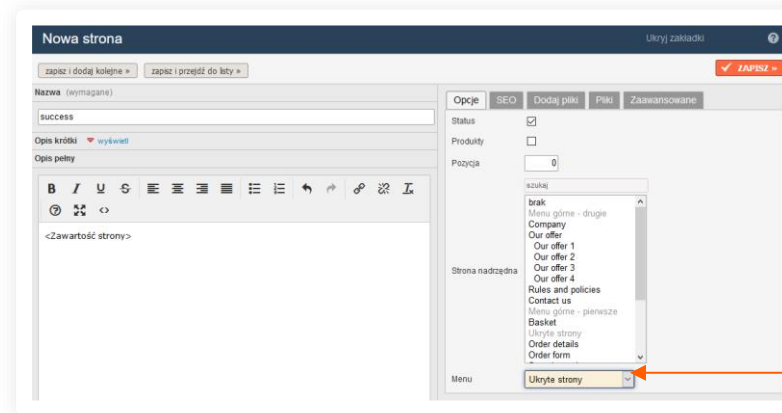 Nowa strona
Ukryj zakładki
zapisz i dodaj kolejne »
zapisz i przejdź do listy »
ZAPISZ »
Nazwa (wymagane)
success
Opis krótki wyświetl
Opis pełny
<Zawartość strony>
Opcje SEO Dodaj pliki Pliki Zaawansowane
Status
Produkty
Pozycja 0
szukaj
Strona nadrzędna
brak
Menu górne - drugie
Company
Our offer
Our offer 1
Our offer 2
Our offer 3
Our offer 4
Rules and policies
Contact us
Menu górne - pierwsze
Basket
Ukryte strony
Order details
Order form
Menu Ukryte strony